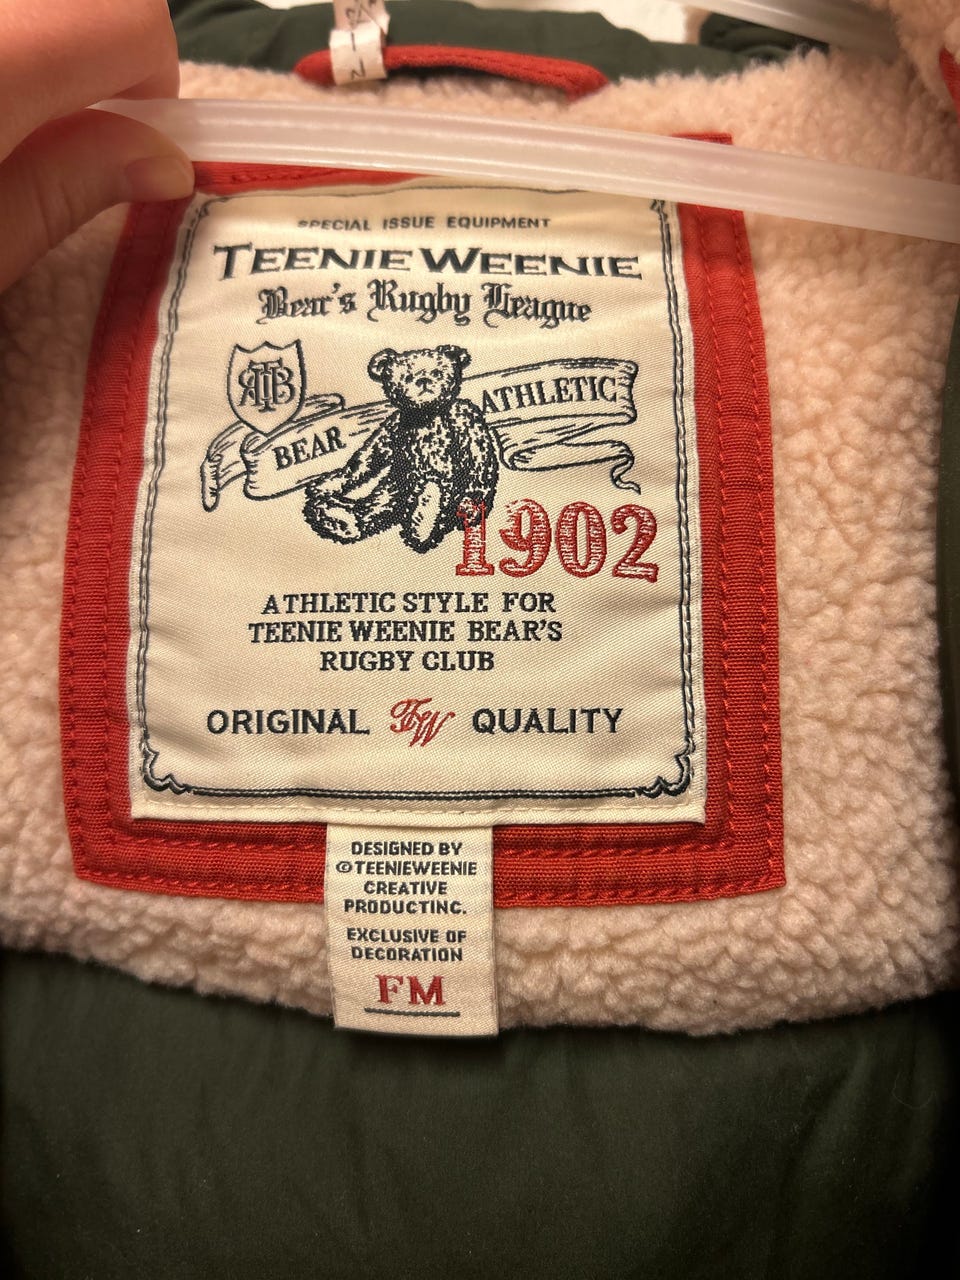 SPECIAL ISSUE EQUIPMENT
TEENIE WEENIE
Bear's Rugby League
BEAR
ATHLETIC
1902
ATHLETIC STYLE FOR
TEENIE WEENIE BEAR'S
RUGBY CLUB
ORIGINAL TW QUALITY
DESIGNED BY
©TEENIEWEENIE
CREATIVE
PRODUCTINC.
EXCLUSIVE OF
DECORATION
FM